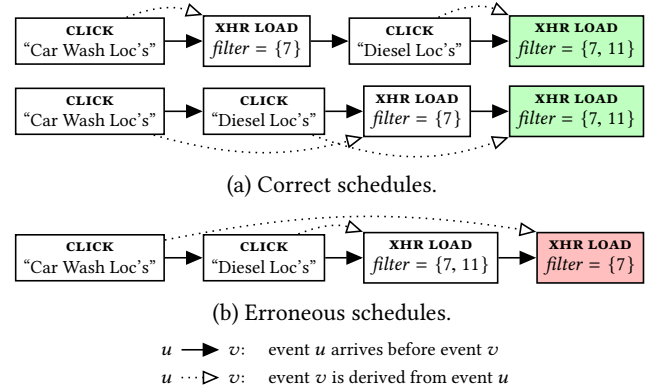 CLICK
"Car Wash Loc's"
XHR LOAD
filter = {7}
CLICK
"Diesel Loc's"
XHR LOAD
filter = {7, 11}
CLICK
"Car Wash Loc's"
CLICK
"Diesel Loc's"
XHR LOAD
filter = {7}
XHR LOAD
filter = {7, 11}
(a) Correct schedules.
CLICK
"Car Wash Loc's"
CLICK
"Diesel Loc's"
XHR LOAD
filter = {7, 11}
XHR LOAD
filter = {7}
(b) Erroneous schedules.
u v: event u arrives before event v
u v: event v is derived from event u